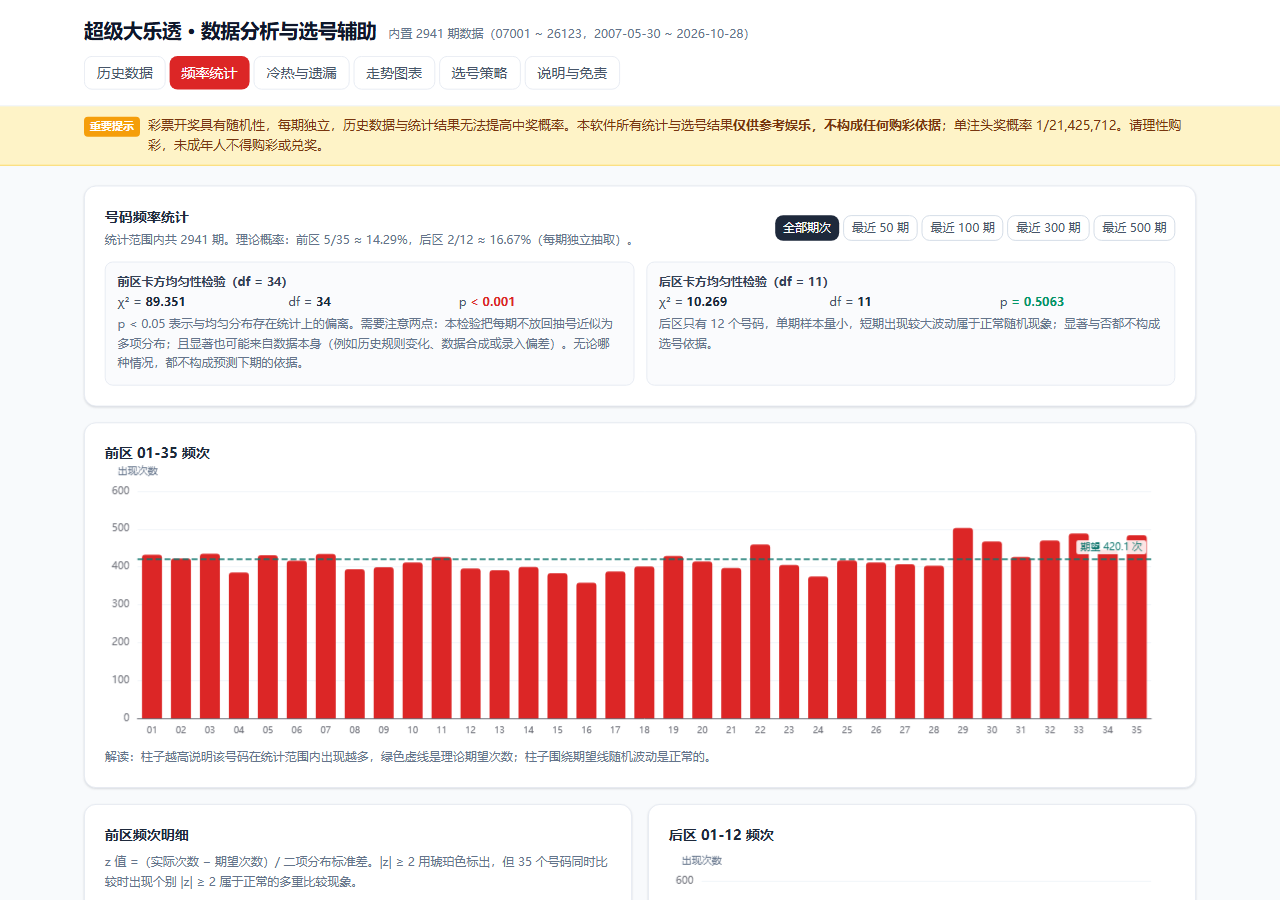 超级大乐透 · 数据分析与选号辅助 内置 2941 期数据（07001 ~ 26123，2007-05-30 ~ 2026-10-28）
历史数据 频率统计 冷热与遗漏 走势图表 选号策略 说明与免责
重要提示 彩票开奖具有随机性，每期独立，历史数据与统计结果无法提高中奖概率。本软件所有统计与选号结果仅供参考娱乐，不构成任何购彩依据；单注头奖概率 1/21,425,712。请理性购
彩，未成年人不得购彩或兑奖。
号码频率统计
统计范围内共 2941 期。理论概率：前区 5/35 ≈ 14.29%，后区 2/12 ≈ 16.67%（每期独立抽取）。
全部期次 最近 50 期 最近 100 期 最近 300 期 最近 500 期
前区卡方均匀性检验（df = 34）
χ² = 89.351 df = 34 p < 0.001
p < 0.05 表示与均匀分布存在统计上的偏离。需要注意两点：本检验把每期不放回抽号近似为
多项分布；且显著也可能来自数据本身（例如历史规则变化、数据合成或录入偏差）。无论哪
种情况，都不构成预测下期的依据。
后区卡方均匀性检验（df = 11）
χ² = 10.269 df = 11 p = 0.5063
后区只有 12 个号码，单期样本量小，短期出现较大波动属于正常随机现象；显著与否都不构成
选号依据。
前区 01-35 频次
出现次数
600
500
400
300
200
100
0
期望 420.1 次
01 02 03 04 05 06 07 08 09 10 11 12 13 14 15 16 17 18 19 20 21 22 23 24 25 26 27 28 29 30 31 32 33 34 35
解读：柱子越高说明该号码在统计范围内出现越多，绿色虚线是理论期望次数；柱子围绕期望线随机波动是正常的。
前区频次明细
z 值 =（实际次数 − 期望次数）/ 二项分布标准差。|z| ≥ 2 用琥珀色标出，但 35 个号码同时比
较时出现个别 |z| ≥ 2 属于正常的多重比较现象。
后区 01-12 频次
出现次数
600